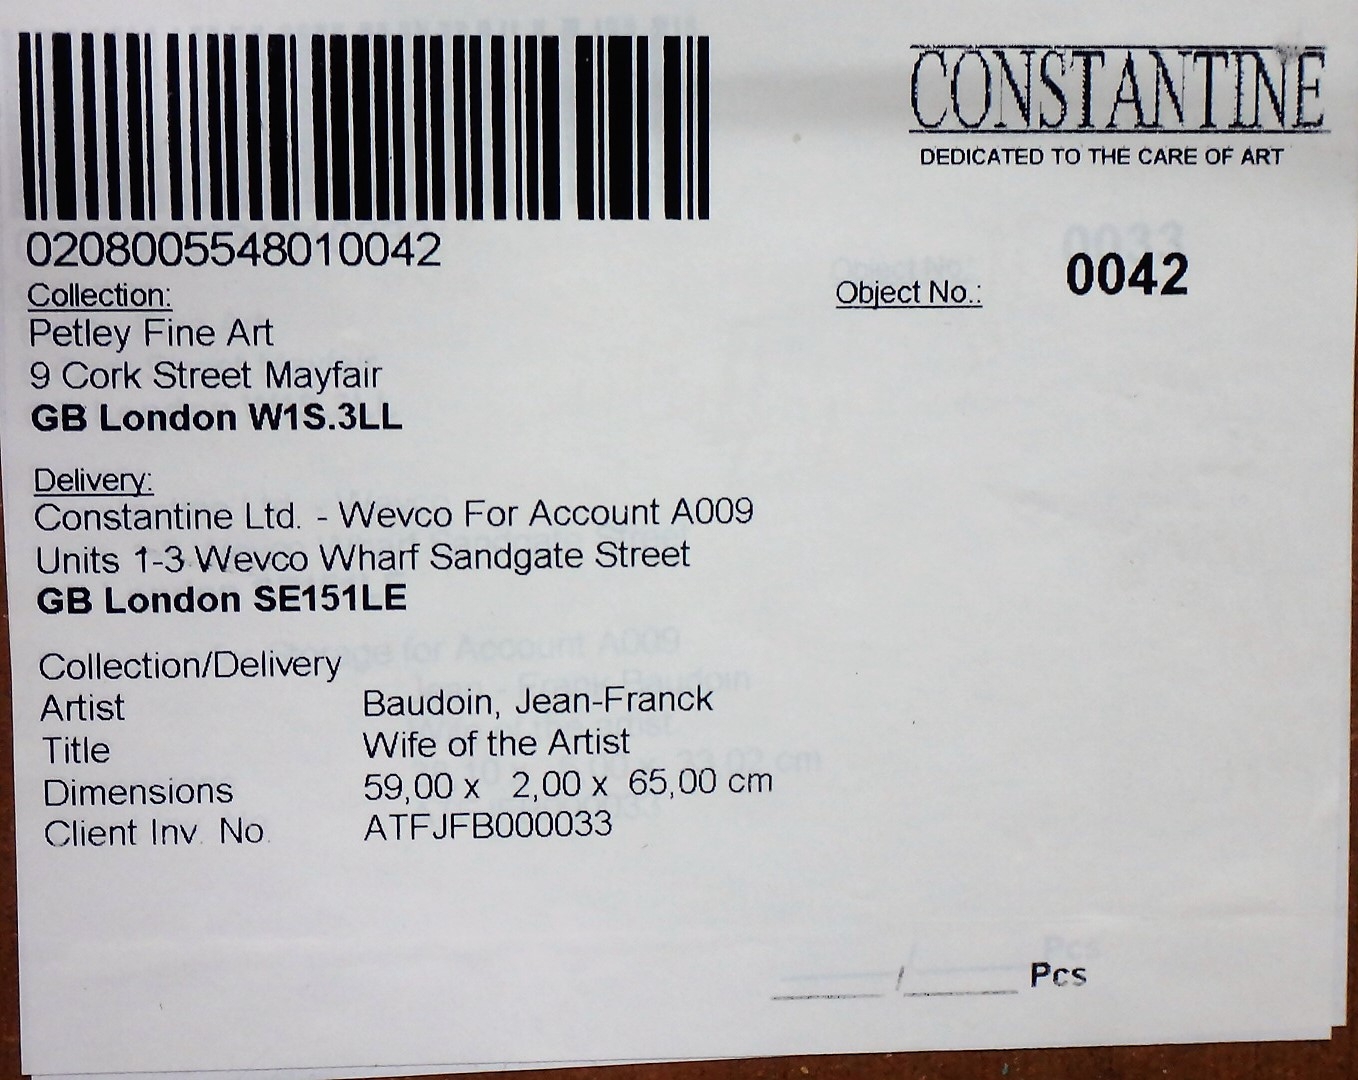 CONSTANTINE
DEDICATED TO THE CARE OF ART
0208005548010042
Object No.: 0042
Collection:
Petley Fine Art
9 Cork Street Mayfair
GB London W1S.3LL
Delivery:
Constantine Ltd. - Wevco For Account A009
Units 1-3 Wevco Wharf Sandgate Street
GB London SE151LE
Collection/Delivery
Artist Baudoin, Jean-Franck
Title Wife of the Artist
Dimensions 59,00 x 2,00 x 65,00 cm
Client Inv. No. ATFJFB000033
____/____ Pcs